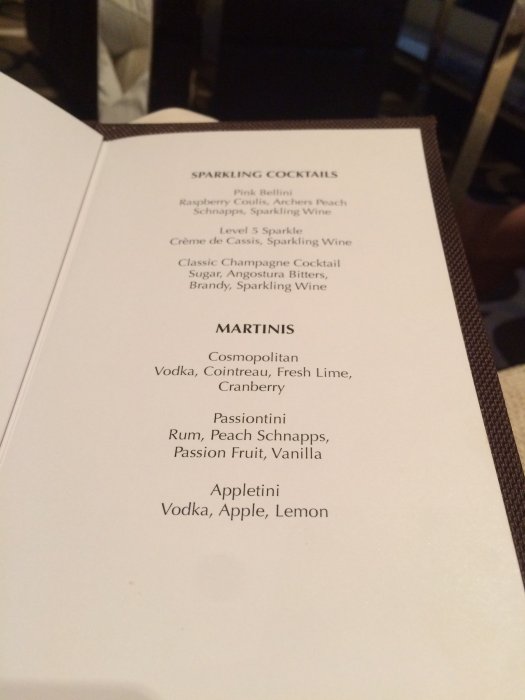 SPARKLING COCKTAILS
Pink Bellini
Raspberry Coulis, Archers Peach
Schnapps, Sparkling Wine
Level 5 Sparkle
Crème de Cassis, Sparkling Wine
Classic Champagne Cocktail
Sugar, Angostura Bitters,
Brandy, Sparkling Wine
MARTINIS
Cosmopolitan
Vodka, Cointreau, Fresh Lime,
Cranberry
Passiontini
Rum, Peach Schnapps,
Passion Fruit, Vanilla
Appletini
Vodka, Apple, Lemon